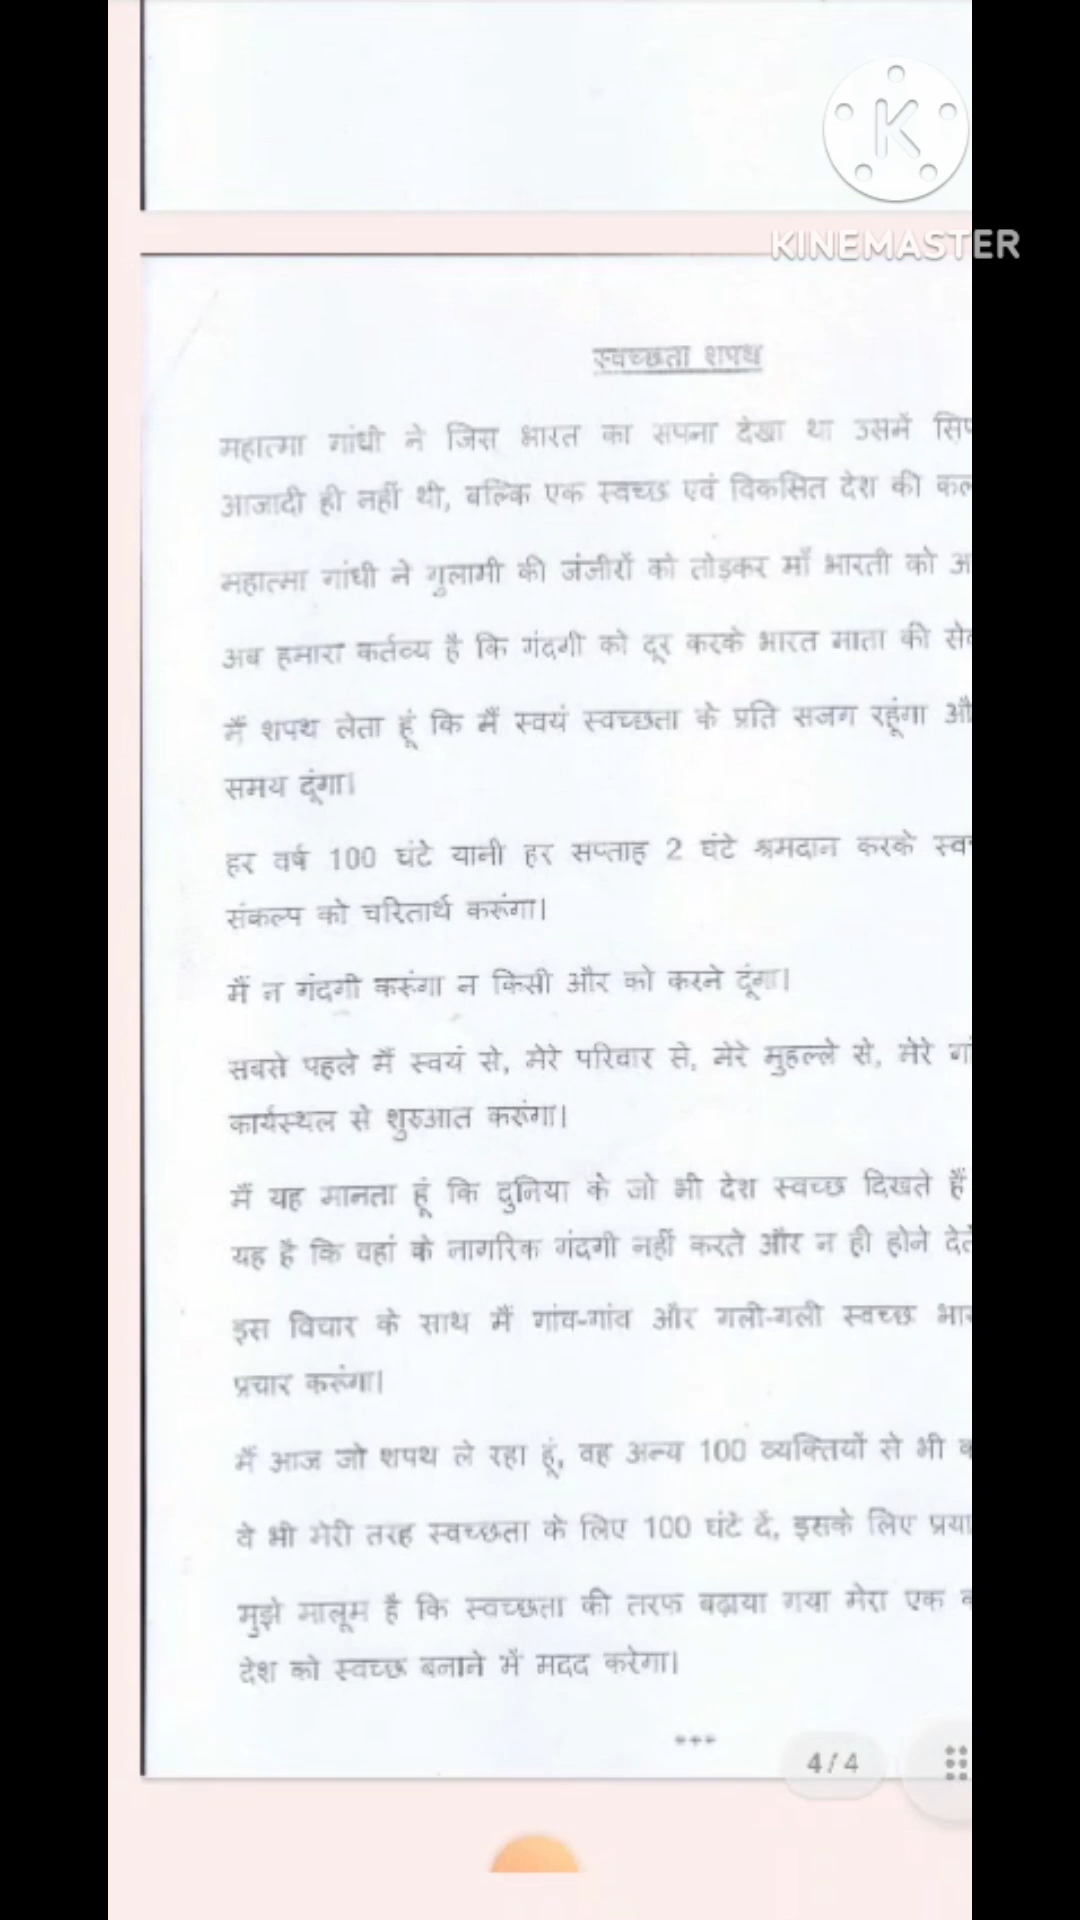 KINEMASTER
स्वच्छता शपथ
महात्मा गांधी ने जिस भारत का सपना देखा था उसमें
आजादी ही नहीं थी, बल्कि एक स्वच्छ एवं विकसित देश की
महात्मा गांधी ने गुलामी की जंजीरों को तोड़कर माँ भारती को
अब हमारा कर्तव्य है कि गंदगी को दूर करके भारत माता की
मैं शपथ लेता हूं कि मैं स्वयं स्वच्छता के प्रति सजग रहूंगा
समय दूंगा।
हर वर्ष 100 घंटे यानी हर सप्ताह 2 घंटे श्रमदान करके
संकल्प को चरितार्थ करूंगा।
मैं न गंदगी करूंगा न किसी और को करने दूंगा।
सबसे पहले मैं स्वयं से, मेरे परिवार से, मेरे मुहल्ले से, मेरे
कार्यस्थल से शुरुआत करूंगा।
मैं यह मानता हूं कि दुनिया के जो भी देश स्वच्छ दिखते हैं
यह है कि वहां के नागरिक गंदगी नहीं करते और न ही होने
इस विचार के साथ मैं गांव-गांव और गली-गली स्वच्छ
प्रचार करूंगा।
मैं आज जो शपथ ले रहा हूं, वह अन्य 100 व्यक्तियों से भी
वे भी मेरी तरह स्वच्छता के लिए 100 घंटे दें, इसके लिए
मुझे मालूम है कि स्वच्छता की तरफ बढ़ाया गया मेरा एक
देश को स्वच्छ बनाने में मदद करेगा।
***
4/4